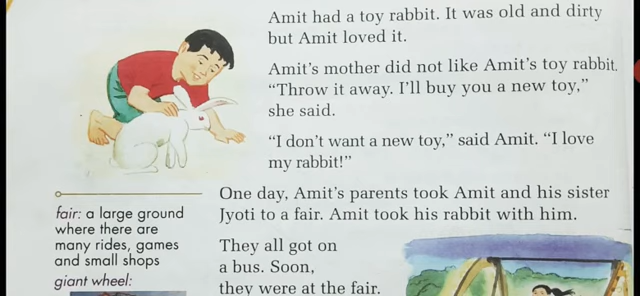 Amit had a toy rabbit. It was old and dirty
but Amit loved it.
Amit's mother did not like Amit's toy rabbit.
“Throw it away. I'll buy you a new toy,”
she said.
“I don't want a new toy,” said Amit. “I love
my rabbit!”
One day, Amit's parents took Amit and his sister
Jyoti to a fair. Amit took his rabbit with him.
fair: a large ground
where there are
many rides, games
and small shops
giant wheel:
They all got on
a bus. Soon,
they were at the fair.